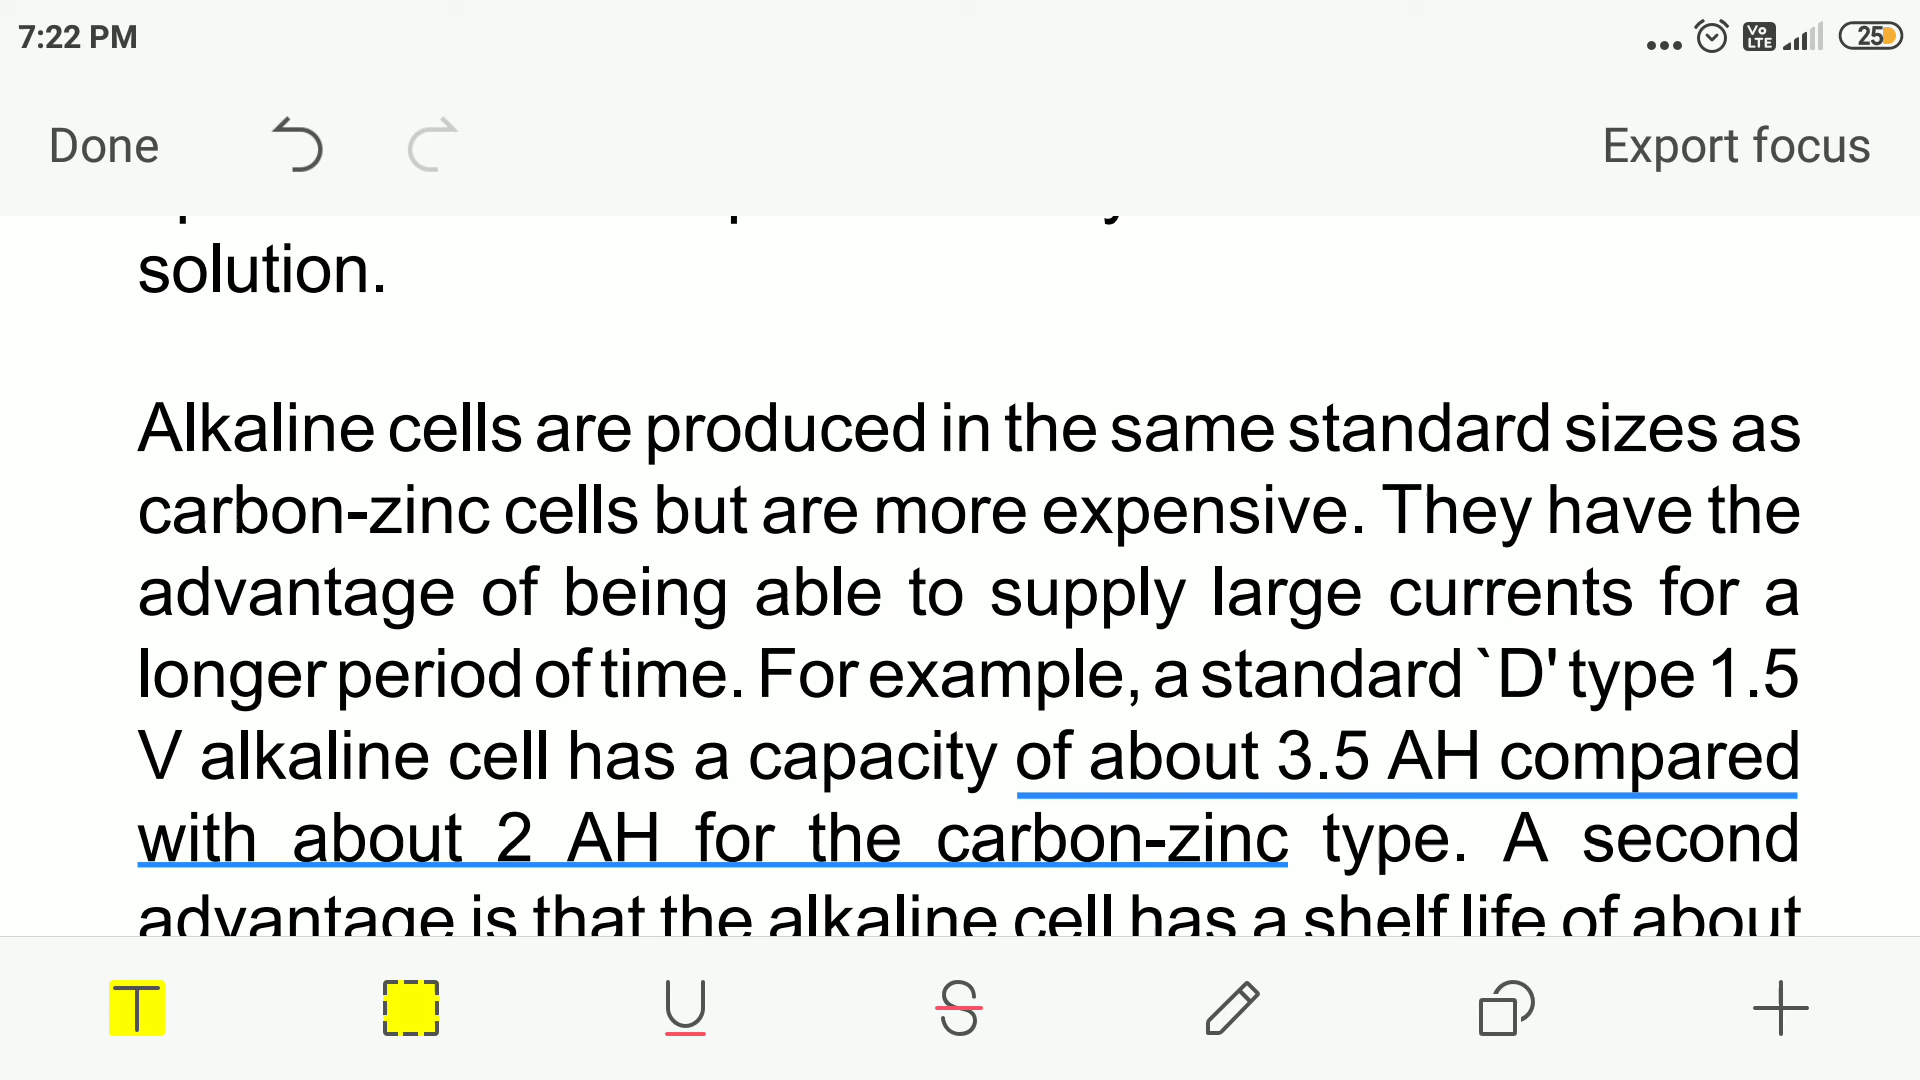 7:22 PM
Vo LTE
25
Done
Export focus
solution.
Alkaline cells are produced in the same standard sizes as
carbon-zinc cells but are more expensive. They have the
advantage of being able to supply large currents for a
longer period of time. For example, a standard `D' type 1.5
V alkaline cell has a capacity of about 3.5 AH compared
with about 2 AH for the carbon-zinc type. A second
advantage is that the alkaline cell has a shelf life of about